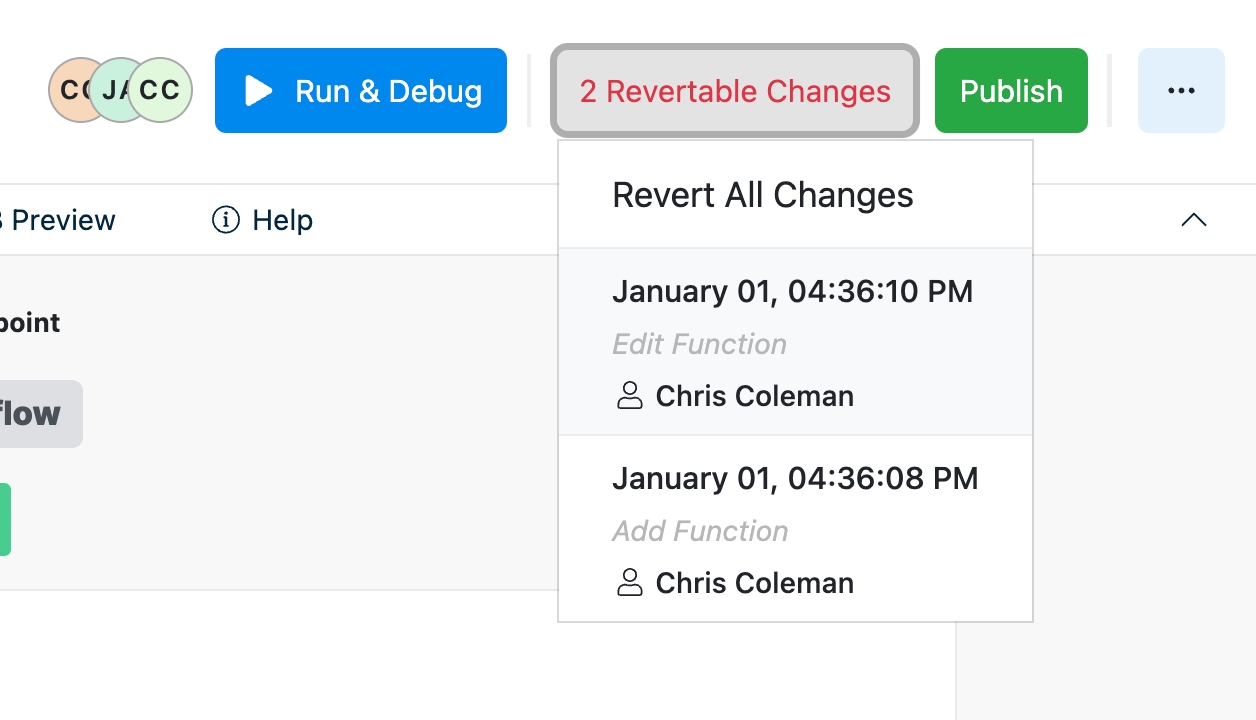 CC JA CC Run & Debug 2 Revertable Changes Publish ...
Revert All Changes
Preview Help
January 01, 04:36:10 PM
point
Edit Function
Chris Coleman
flow
January 01, 04:36:08 PM
Add Function
Chris Coleman